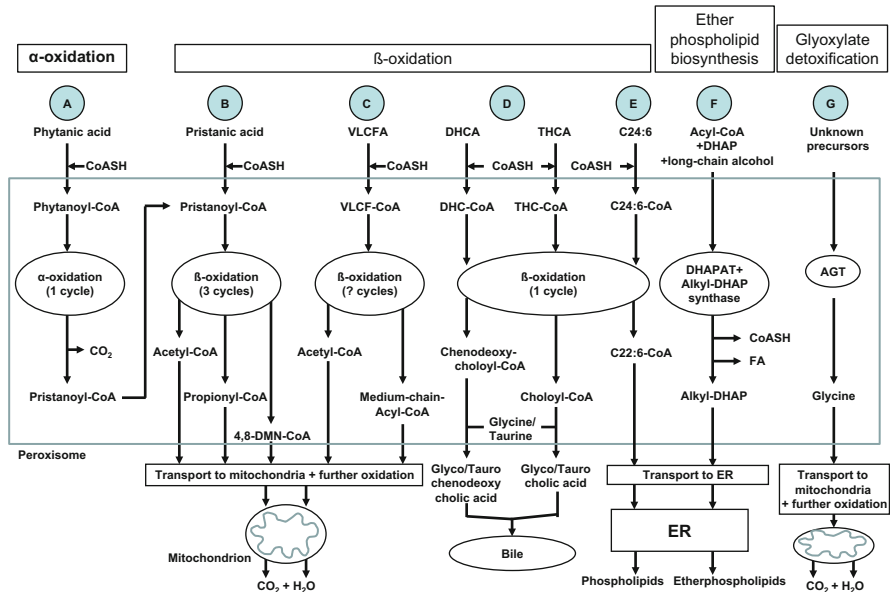 Ether
phospholipid
biosynthesis
α-oxidation
ß-oxidation
Glyoxylate
detoxification
A
B
C
D
E
F
G
Phytanic acid
Pristanic acid
VLCFA
DHCA
THCA
C24:6
Acyl-CoA
+DHAP
+long-chain alcohol
Unknown
precursors
CoASH
CoASH
CoASH
CoASH
CoASH
Phytanoyl-CoA
Pristanoyl-CoA
VLCF-CoA
DHC-CoA
THC-CoA
C24:6-CoA
α-oxidation
(1 cycle)
ß-oxidation
(3 cycles)
ß-oxidation
(? cycles)
ß-oxidation
(1 cycle)
DHAPAT+
Alkyl-DHAP
synthase
AGT
CO2
Acetyl-CoA
Acetyl-CoA
Chenodeoxy-
choloyl-CoA
C22:6-CoA
CoASH
FA
Pristanoyl-CoA
Propionyl-CoA
Medium-chain-
Acyl-CoA
Choloyl-CoA
Alkyl-DHAP
Glycine
4,8-DMN-CoA
Glycine/
Taurine
Peroxisome
Transport to mitochondria + further oxidation
Glyco/Tauro
chenodeoxy
cholic acid
Glyco/Tauro
cholic acid
Transport to ER
Transport to
mitochondria
+ further oxidation
Mitochondrion
Bile
ER
CO2 + H2O
Phospholipids
Etherphospholipids
CO2 + H2O